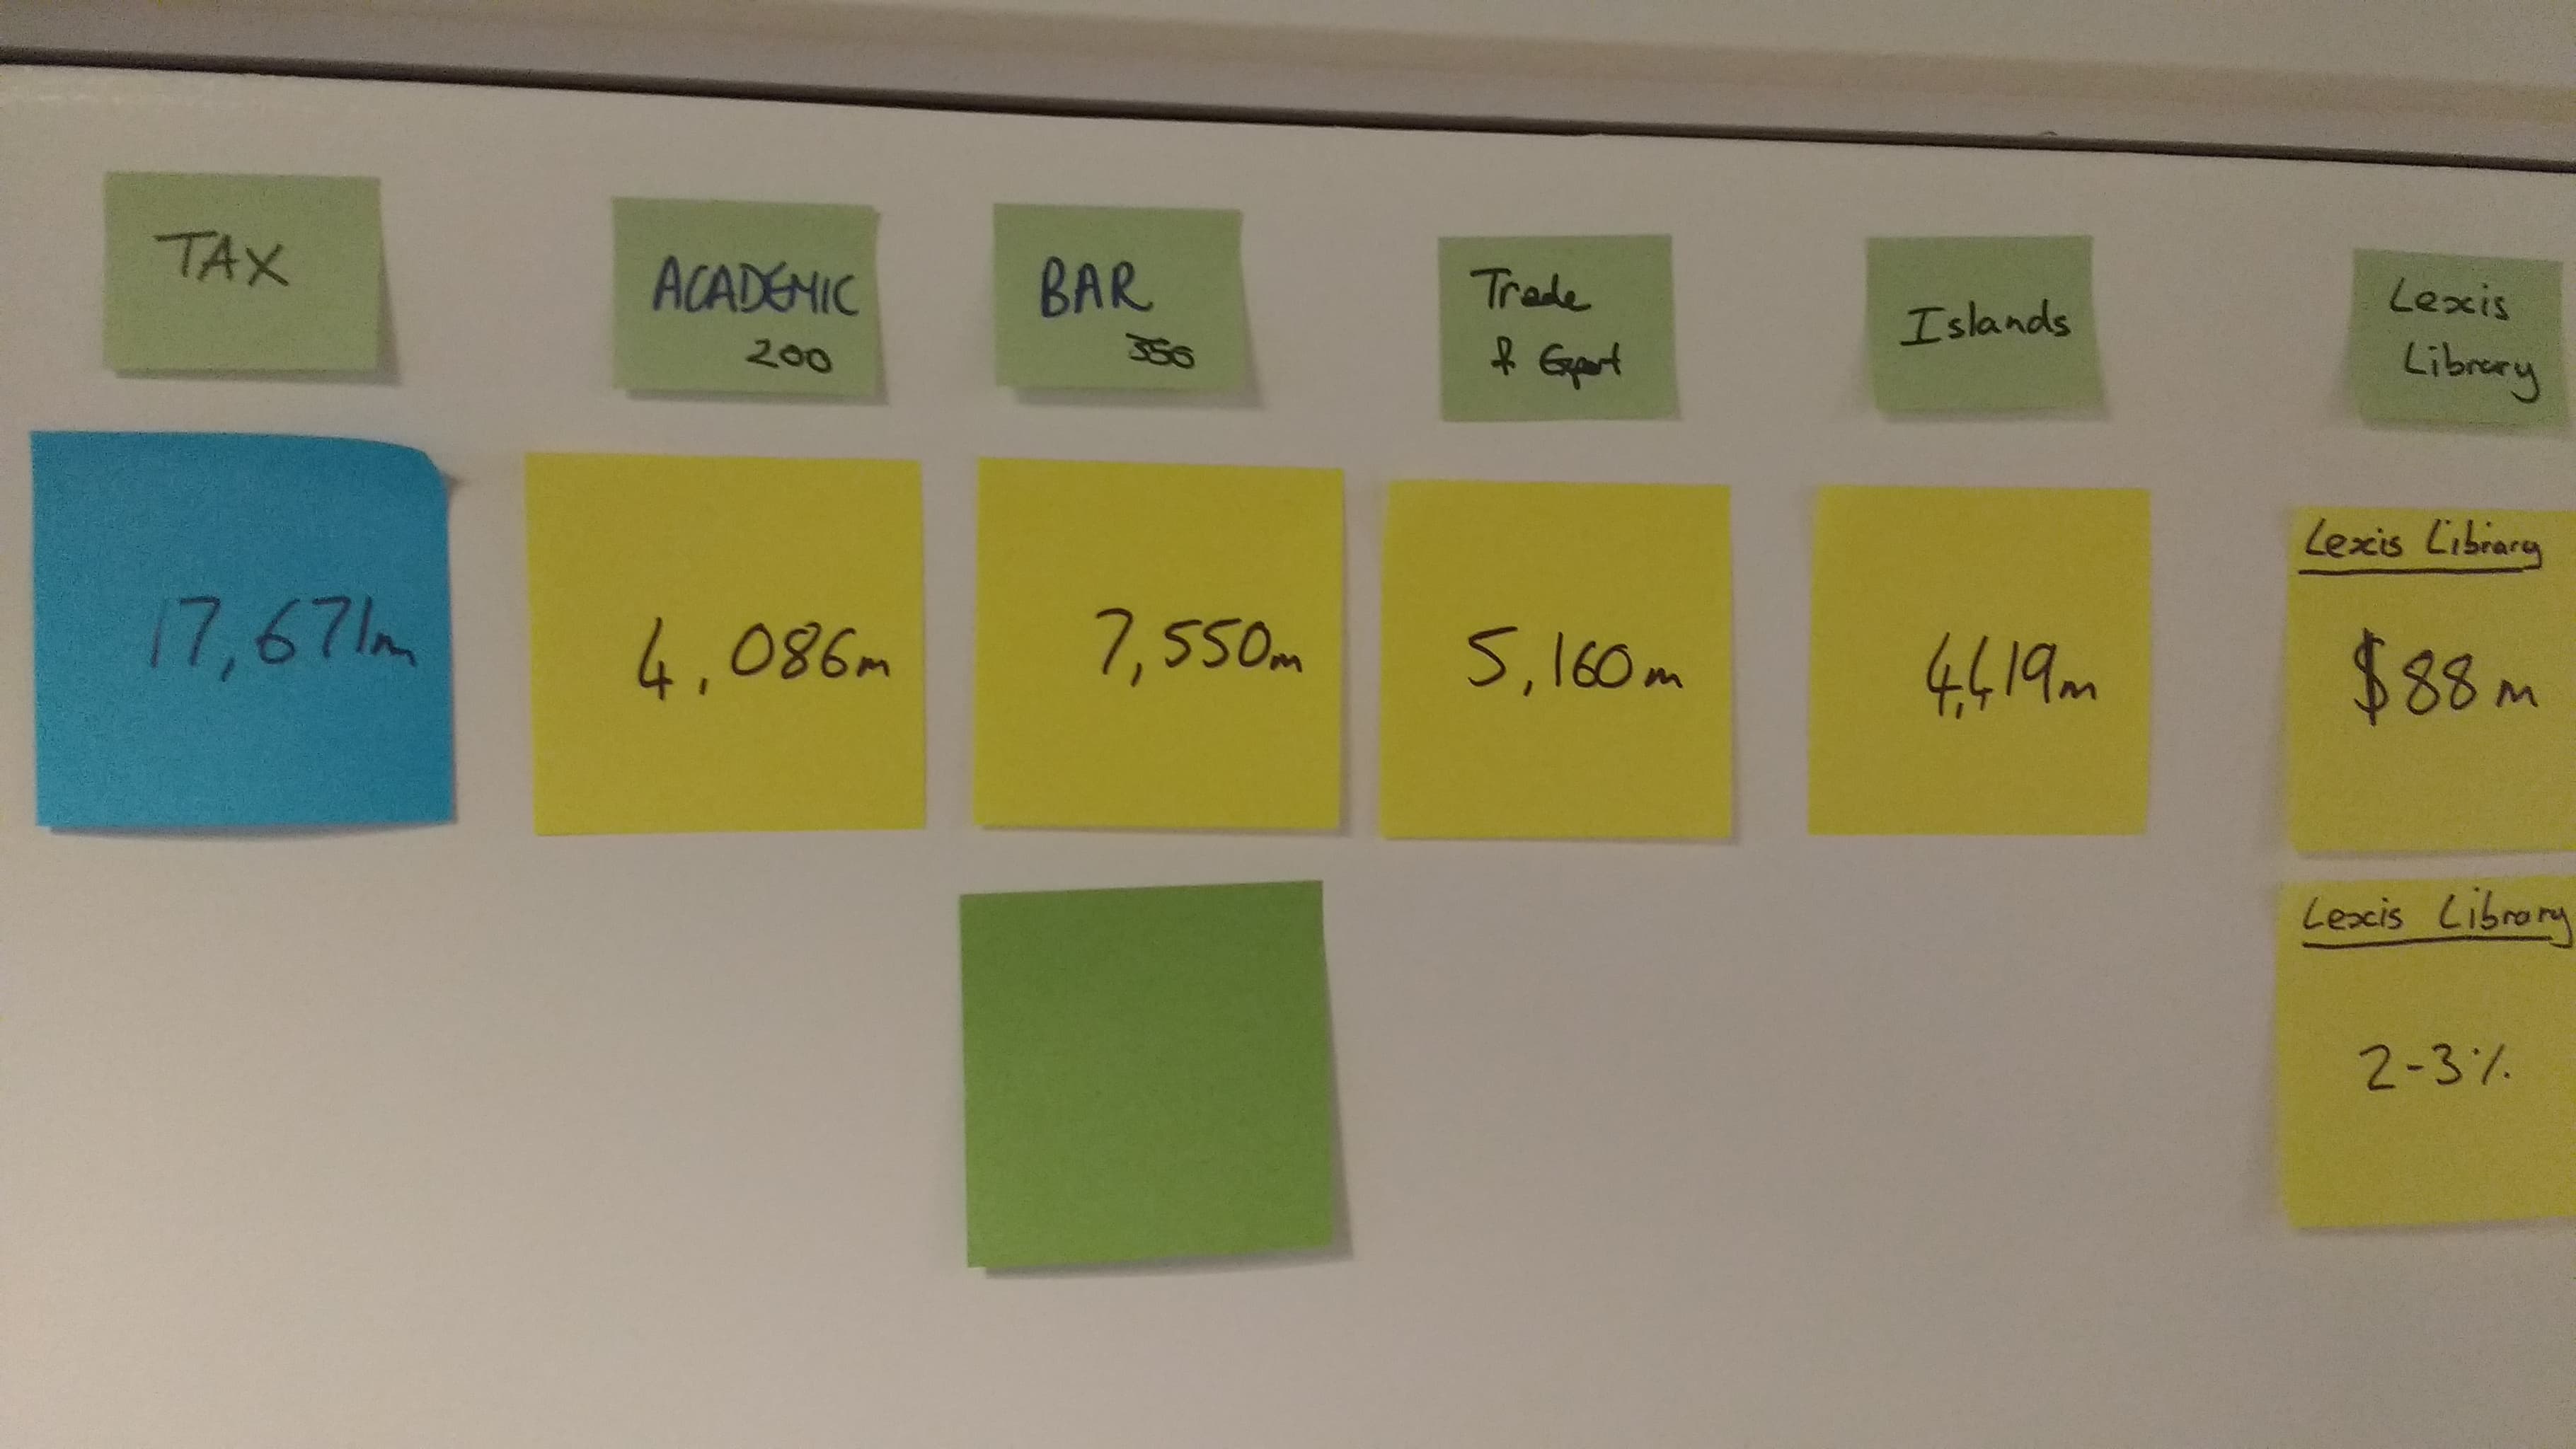 TAX
ACADEMIC
200
BAR
350
Trade
& Export
Islands
Lexis
Library
17,671m
4,086m
7,550m
5,160m
4,419m
Lexis Library
$88m
Lexis Library
2-3%